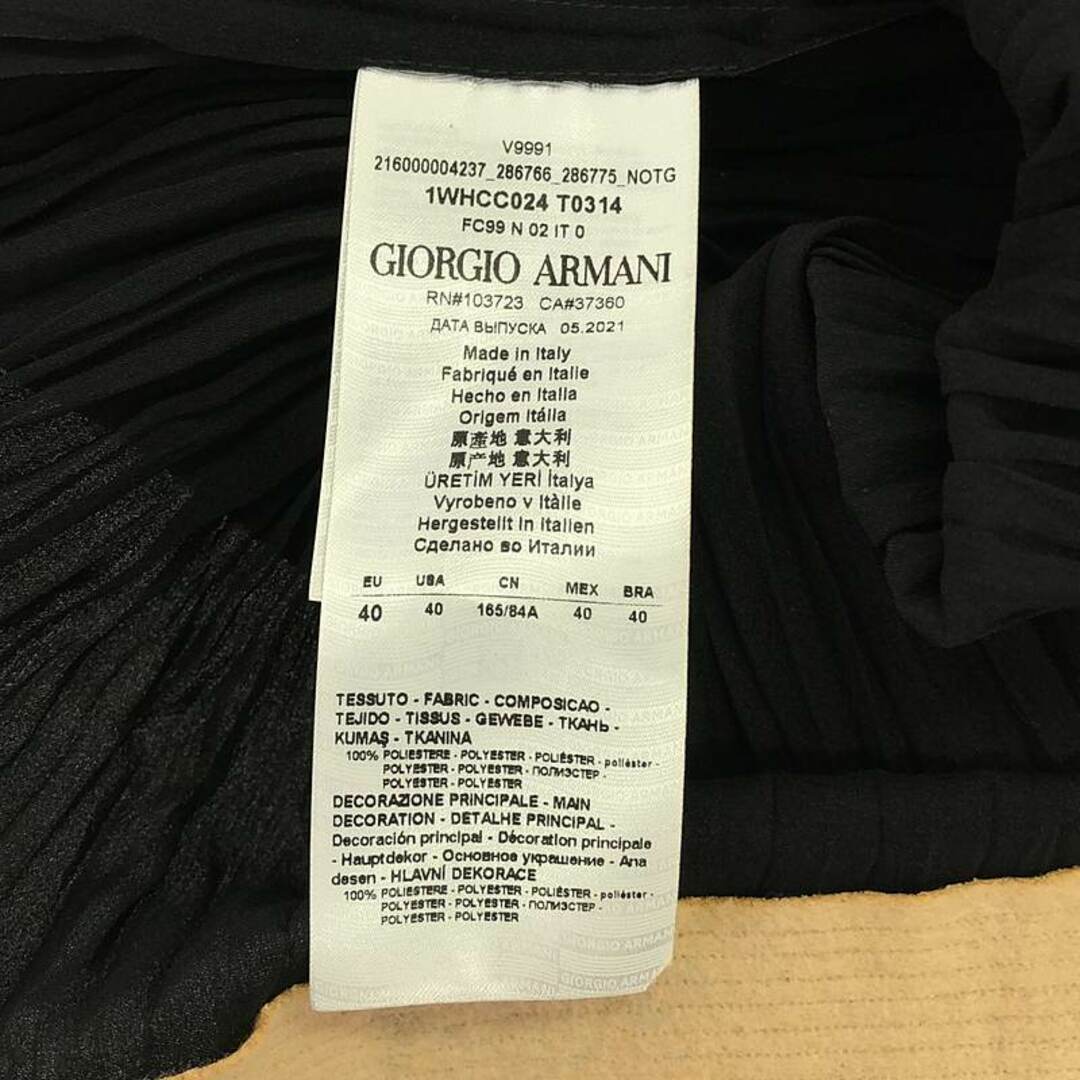 V9991
216000004237_286766_286775_NOTG
1WHCC024 T0314
FC99 N 02 IT 0
GIORGIO ARMANI
RN#103723 CA#37360
ДАТА ВЫПУСКА 05.2021
Made in Italy
Fabriqué en Italie
Hecho en Italia
Origem Itália
原產地 意大利
原产地 意大利
ÜRETİM YERİ İtalya
Vyrobeno v Itàlie
Hergestellt in Italien
Сделано во Италии
EU USA CN MEX BRA
40 40 165/84A 40 40
TESSUTO - FABRIC - COMPOSICAO -
TEJIDO - TISSUS - GEWEBE - ТКАНЬ -
KUMAŞ - TKANINA
100% POLIESTERE - POLYESTER - POLIÉSTER - poliéster -
POLYESTER - POLYESTER - ПОЛИЭСТЕР -
POLYESTER - POLYESTER
DECORAZIONE PRINCIPALE - MAIN
DECORATION - DETALHE PRINCIPAL -
Decoración principal - Décoration principale
- Hauptdekor - Основное украшение - Ana
desen - HLAVNÍ DEKORACE
100% POLIESTERE - POLYESTER - POLIÉSTER - poliéster -
POLYESTER - POLYESTER - ПОЛИЭСТЕР -
POLYESTER - POLYESTER